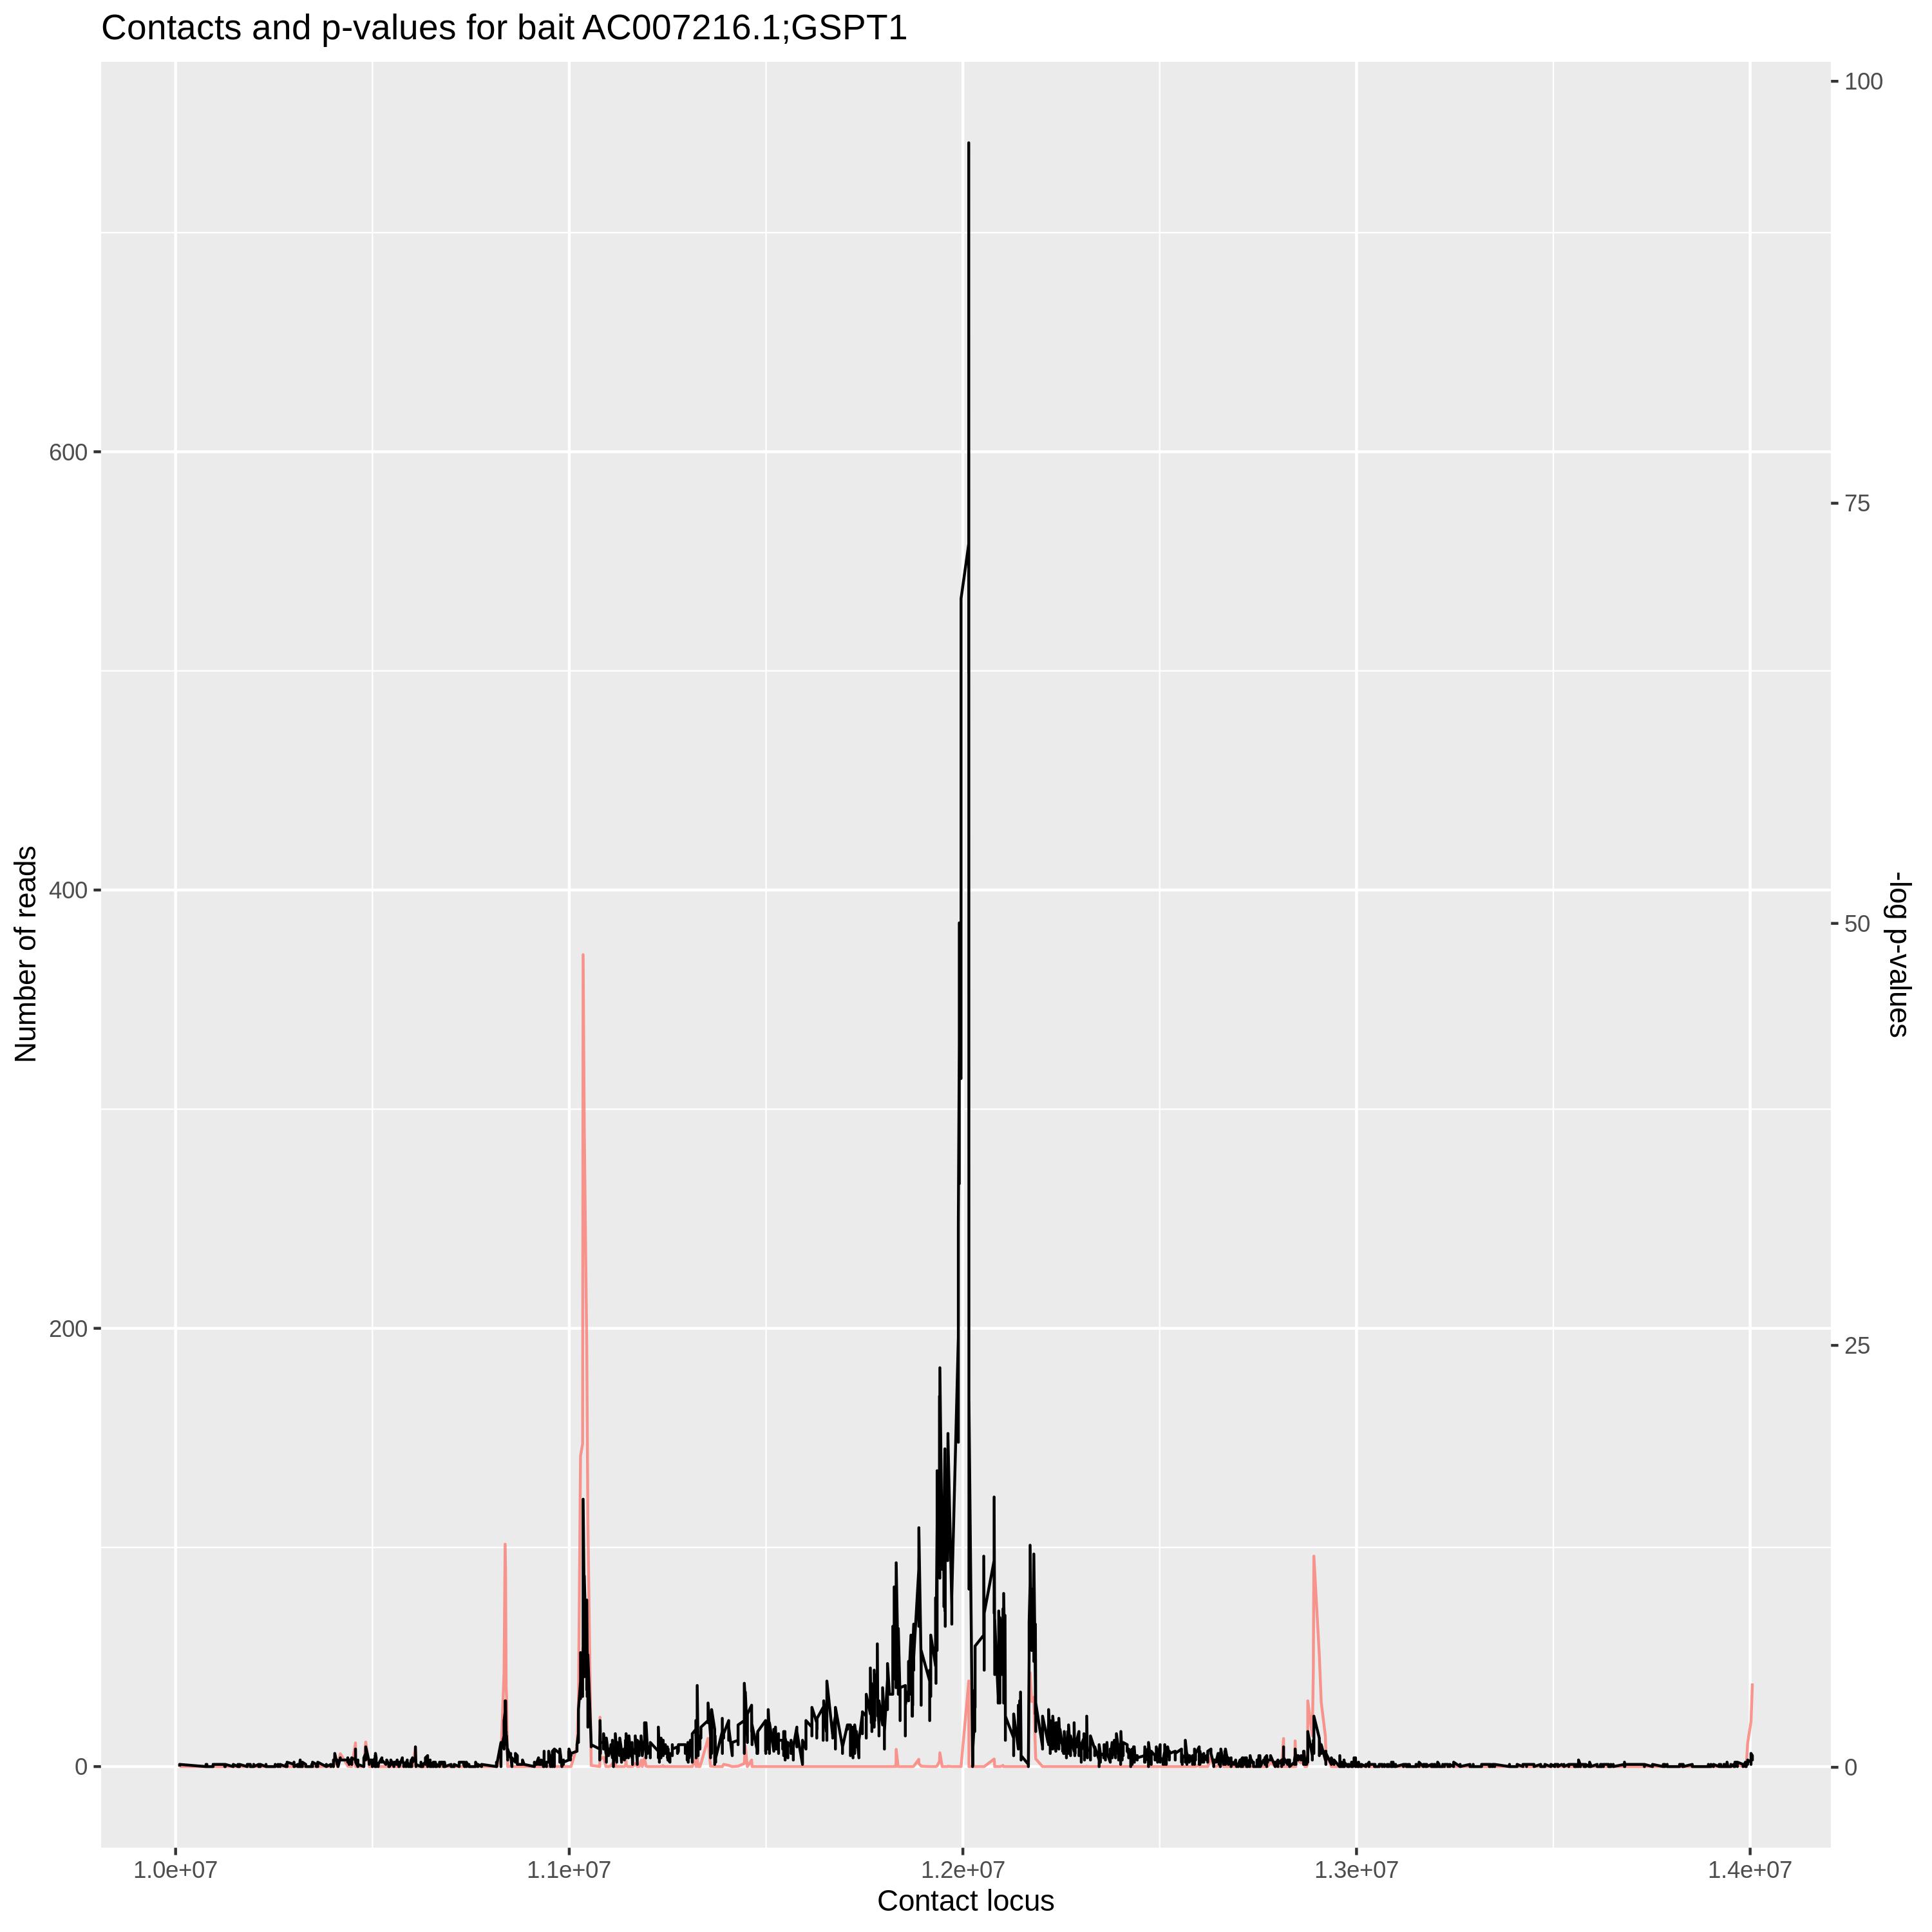 Contacts and p-values for bait AC007216.1;GSPT1
100
75
50
25
0
600
400
200
0
Number of reads
-log p-values
1.0e+07
1.1e+07
1.2e+07
1.3e+07
1.4e+07
Contact locus